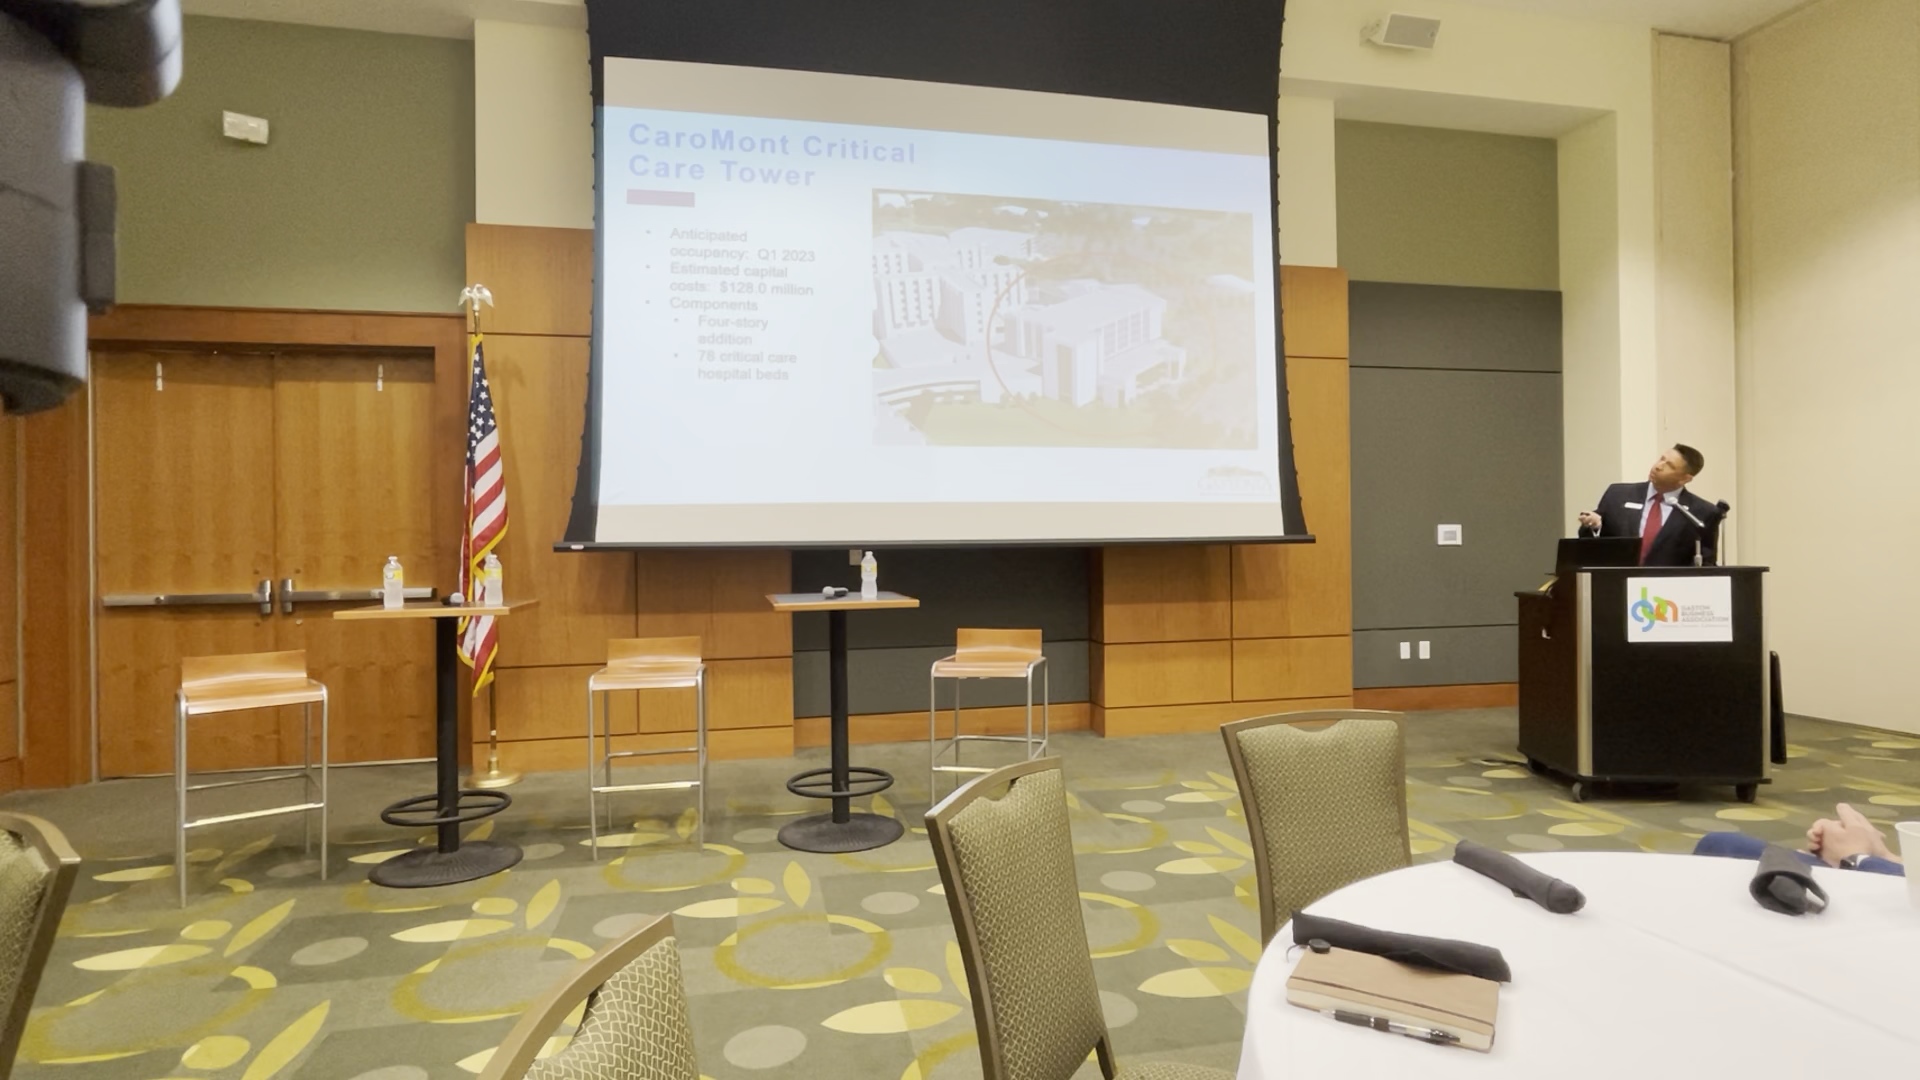 CaroMont Critical
Care Tower
• Anticipated
occupancy: Q1 2023
• Estimated capital
costs: $128.0 million
• Components
• Four-story
addition
• 78 critical care
hospital beds
gba
GASTON
BUSINESS
ASSOCIATION